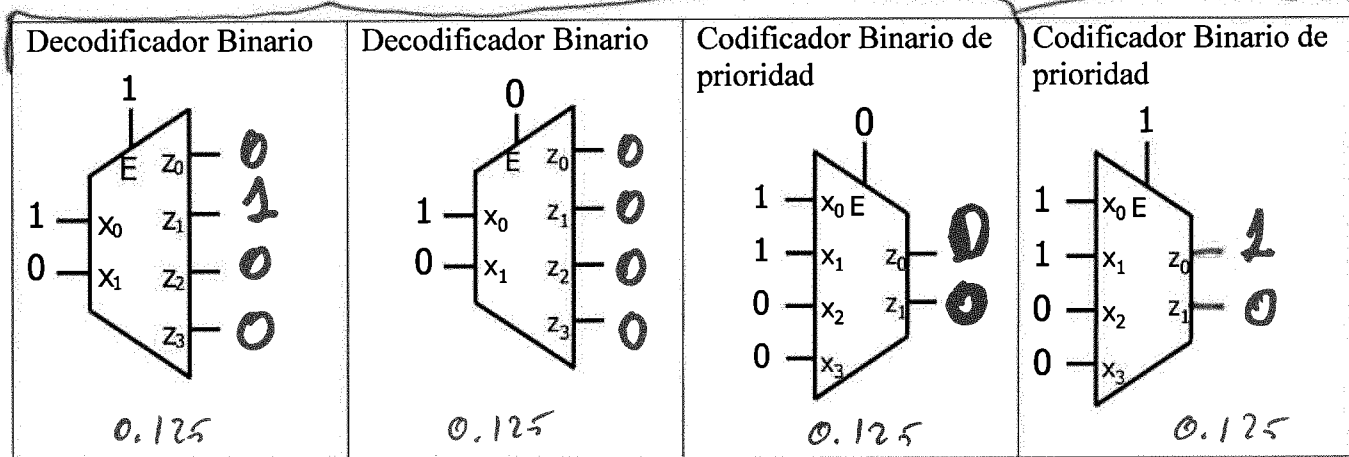 Decodificador Binario
1
E
1 x₀
0 x₁
z₀ 0
z₁ 1
z₂ 0
z₃ 0
0.125
Decodificador Binario
0
E
1 x₀
0 x₁
z₀ 0
z₁ 0
z₂ 0
z₃ 0
0.125
Codificador Binario de
prioridad
0
1 x₀ E
1 x₁
0 x₂
0 x₃
z₀ 0
z₁ 0
0.125
Codificador Binario de
prioridad
1
1 x₀ E
1 x₁
0 x₂
0 x₃
z₀ 1
z₁ 0
0.125